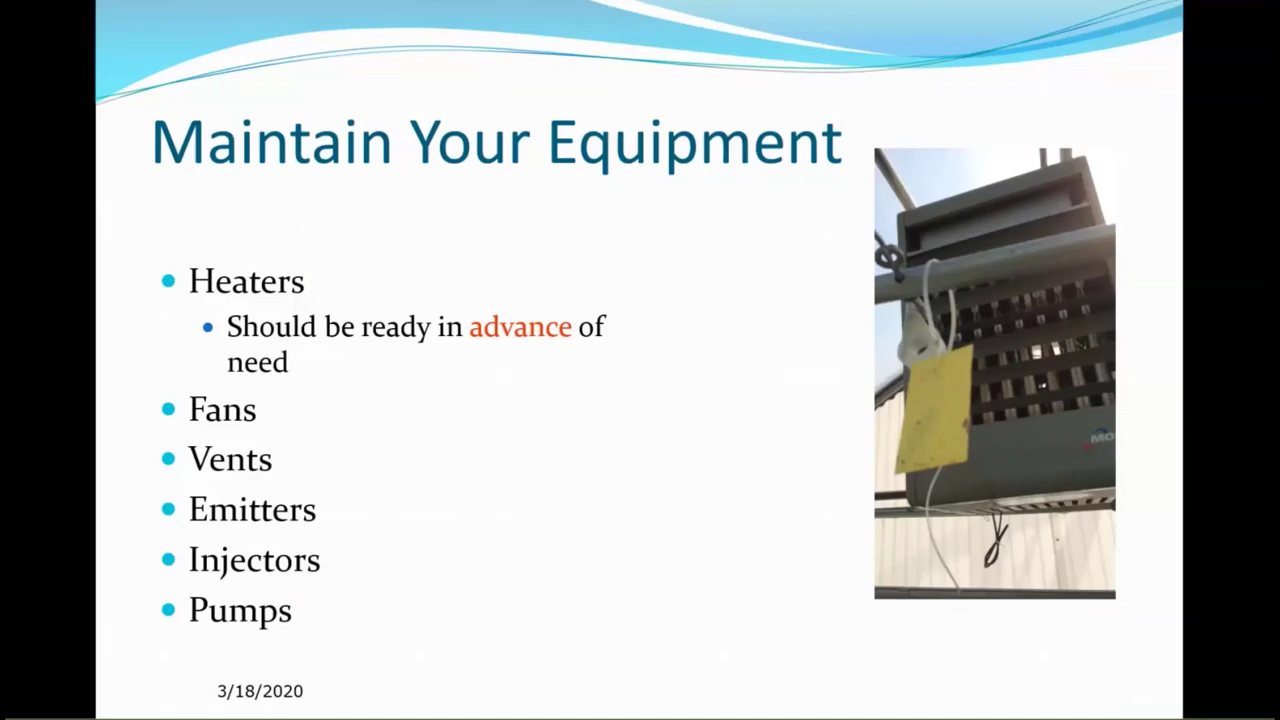 Maintain Your Equipment
Heaters
Should be ready in advance of
need
Fans
Vents
Emitters
Injectors
Pumps
3/18/2020